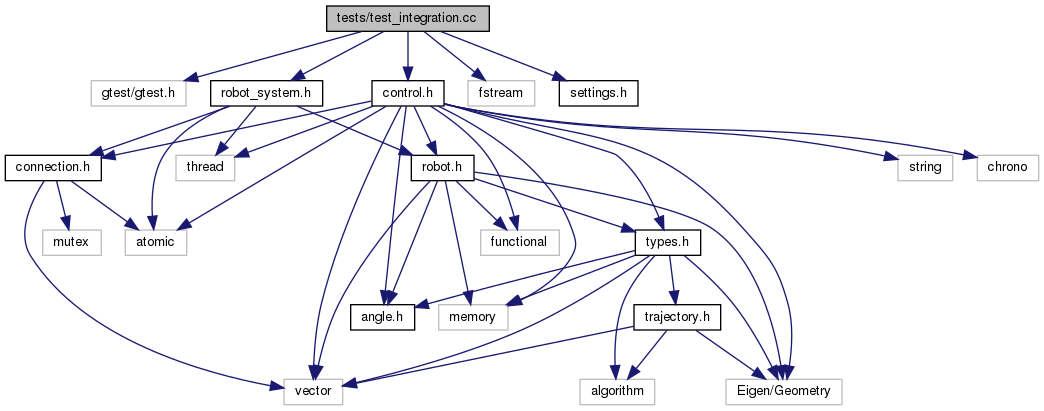 tests/test_integration.cc
gtest/gtest.h
robot_system.h
control.h
fstream
settings.h
connection.h
thread
robot.h
string
chrono
mutex
atomic
functional
types.h
angle.h
memory
trajectory.h
vector
algorithm
Eigen/Geometry